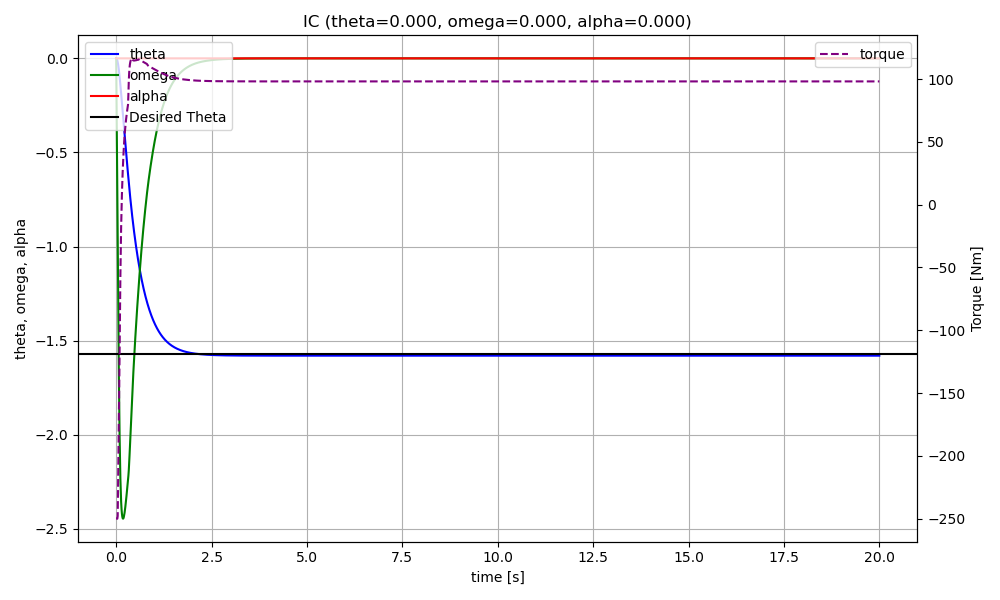 IC (theta=0.000, omega=0.000, alpha=0.000)
theta
omega
alpha
Desired Theta
torque
0.0
−0.5
−1.0
−1.5
−2.0
−2.5
theta, omega, alpha
100
50
0
−50
−100
−150
−200
−250
Torque [Nm]
0.0 2.5 5.0 7.5 10.0 12.5 15.0 17.5 20.0
time [s]